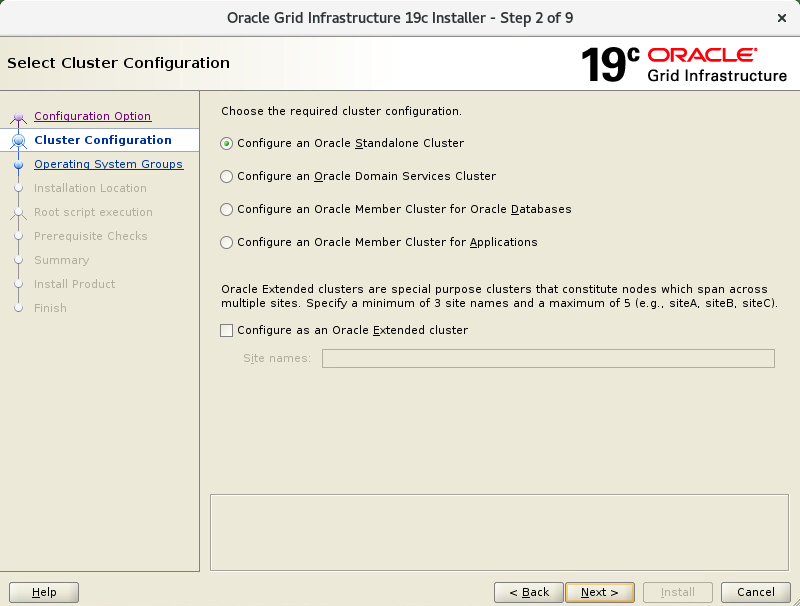 Oracle Grid Infrastructure 19c Installer - Step 2 of 9
Select Cluster Configuration
19c ORACLE
Grid Infrastructure
Configuration Option
Cluster Configuration
Operating System Groups
Installation Location
Root script execution
Prerequisite Checks
Summary
Install Product
Finish
Choose the required cluster configuration.
Configure an Oracle Standalone Cluster
Configure an Oracle Domain Services Cluster
Configure an Oracle Member Cluster for Oracle Databases
Configure an Oracle Member Cluster for Applications
Oracle Extended clusters are special purpose clusters that constitute nodes which span across
multiple sites. Specify a minimum of 3 site names and a maximum of 5 (e.g., siteA, siteB, siteC).
Configure as an Oracle Extended cluster
Site names:
Help
< Back
Next >
Install
Cancel